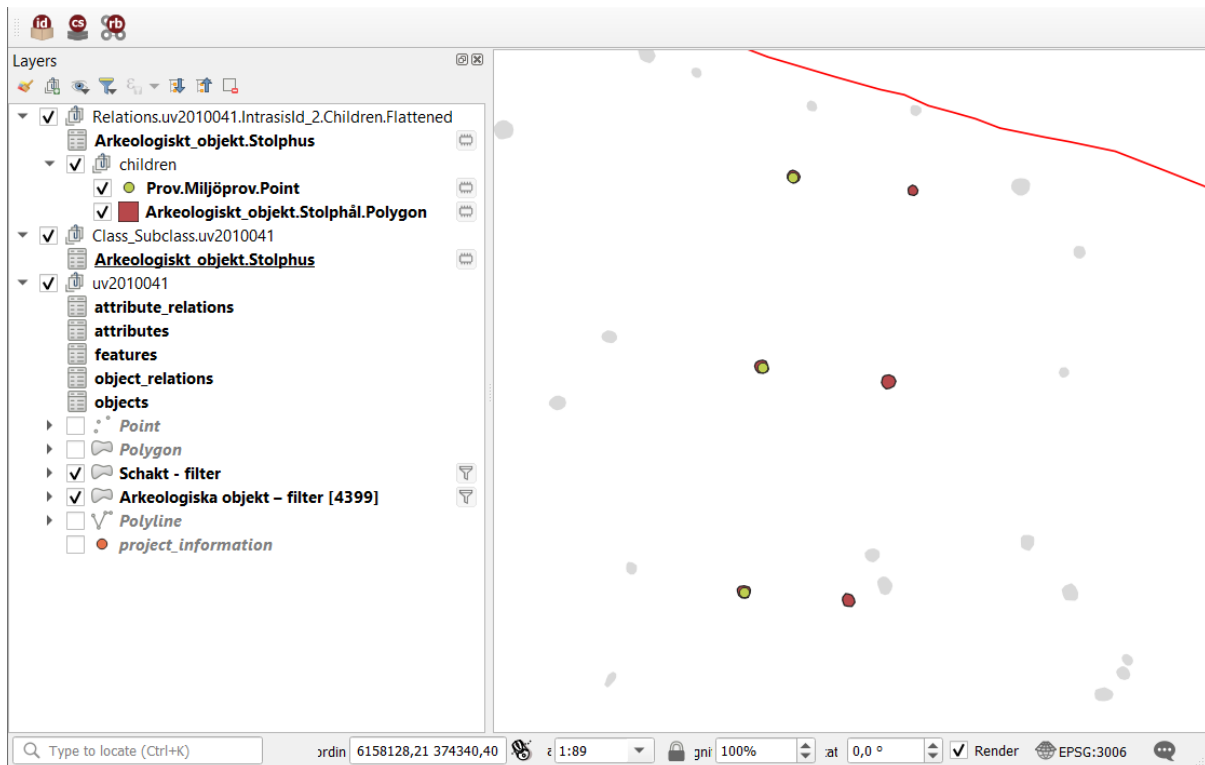 id cs rb
Layers
Relations.uv2010041.IntrasisId_2.Children.Flattened
Arkeologiskt_objekt.Stolphus
children
Prov.Miljöprov.Point
Arkeologiskt_objekt.Stolphål.Polygon
Class_Subclass.uv2010041
Arkeologiskt_objekt.Stolphus
uv2010041
attribute_relations
attributes
features
object_relations
objects
Point
Polygon
Schakt - filter
Arkeologiska objekt – filter [4399]
Polyline
project_information
Type to locate (Ctrl+K) ordin 6158128,21 374340,40 1:89 gni 100% at 0,0 ° Render EPSG:3006